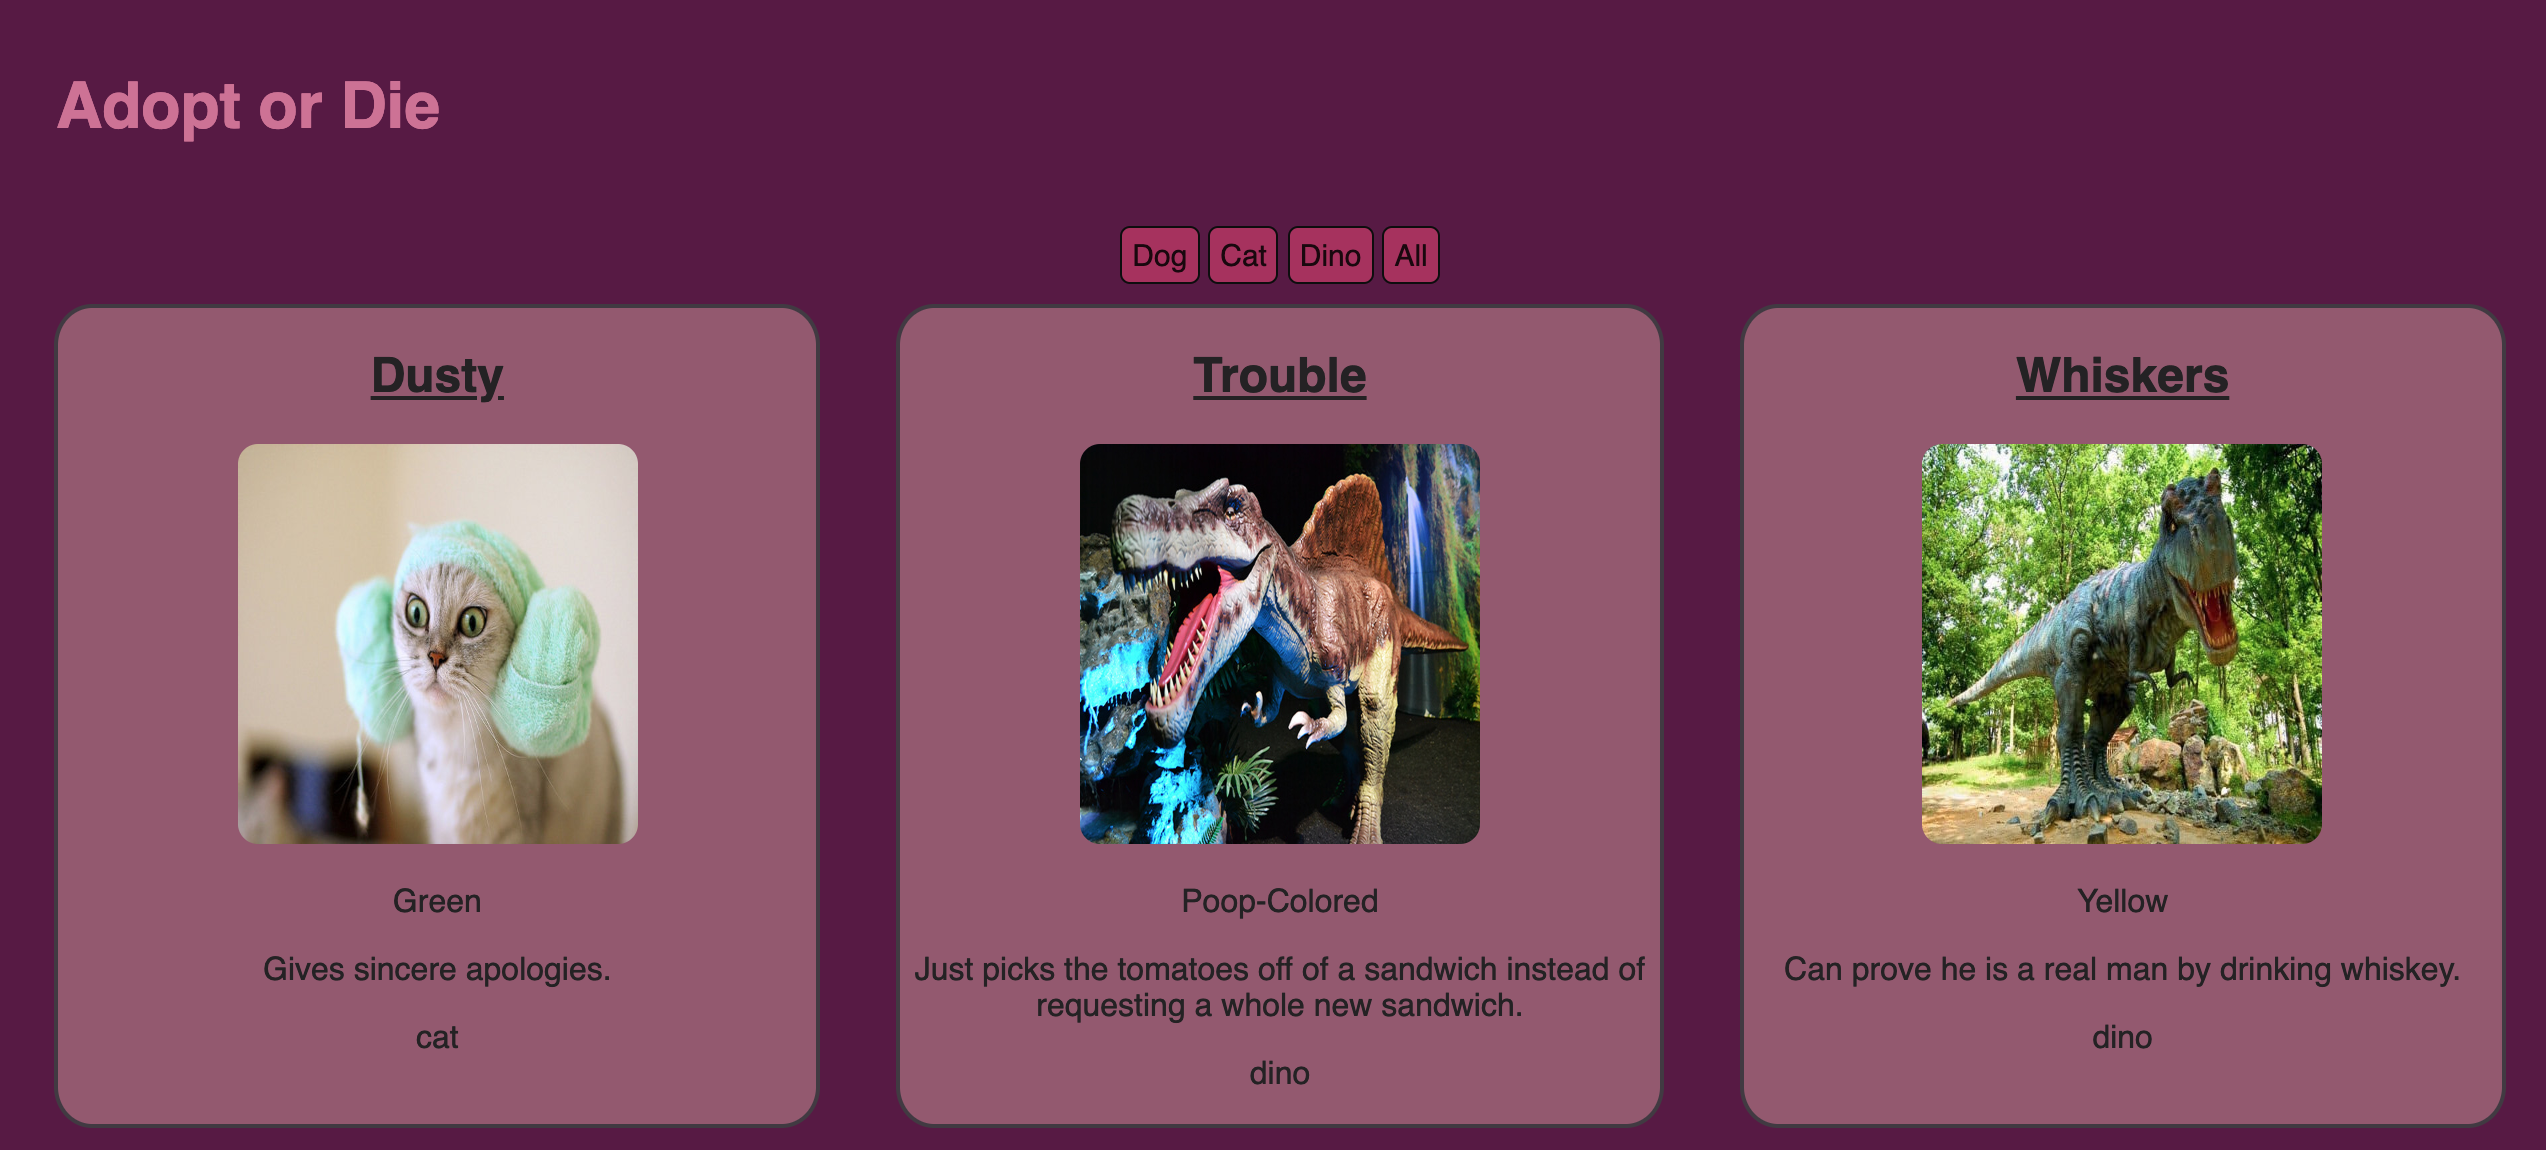 Adopt or Die
Dog Cat Dino All
Dusty
Green
Gives sincere apologies.
cat
Trouble
Poop-Colored
Just picks the tomatoes off of a sandwich instead of
requesting a whole new sandwich.
dino
Whiskers
Yellow
Can prove he is a real man by drinking whiskey.
dino